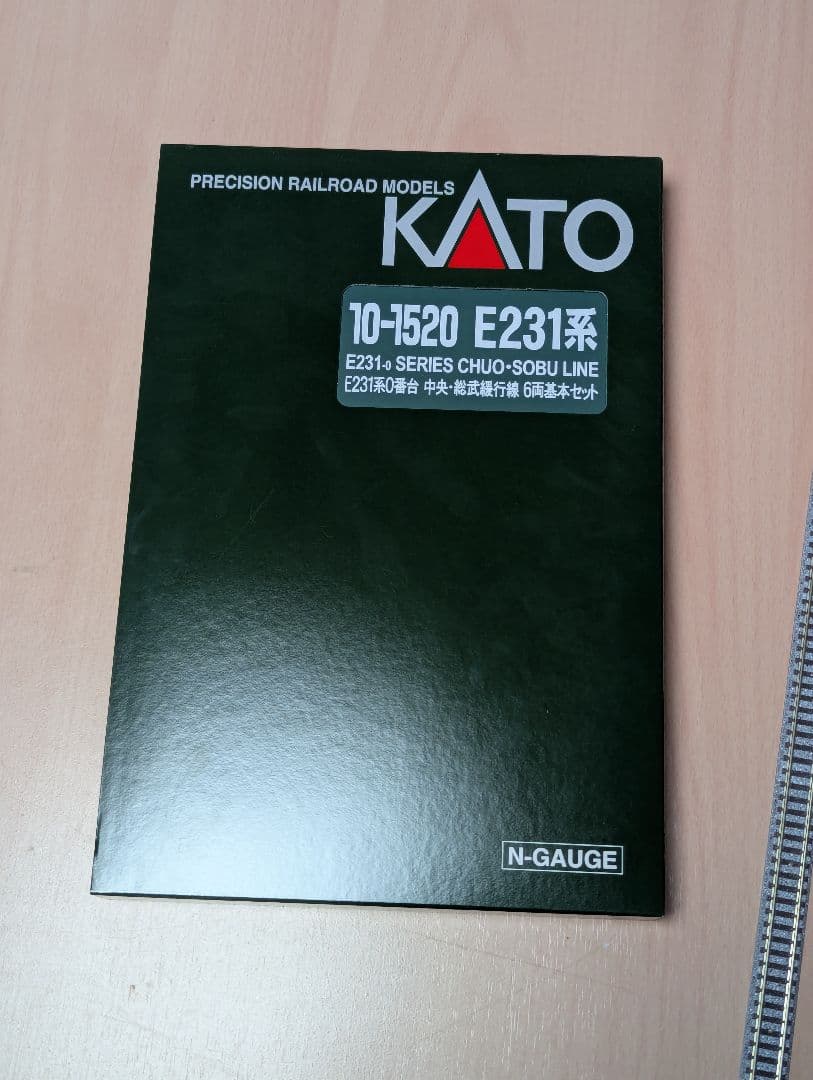 PRECISION RAILROAD MODELS
KATO
10-1520 E231系
E231-0 SERIES CHUO•SOBU LINE
E231系0番台 中央・総武緩行線 6両基本セット
N-GAUGE